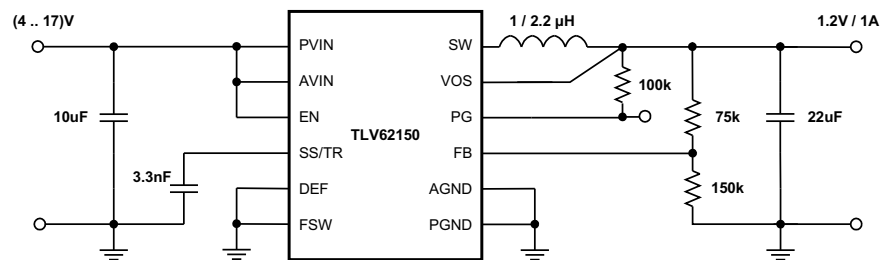 (4 .. 17)V
1 / 2.2 µH
1.2V / 1A
PVIN
SW
AVIN
VOS
100k
10uF
EN
PG
TLV62150
75k
22uF
SS/TR
FB
3.3nF
DEF
AGND
150k
FSW
PGND